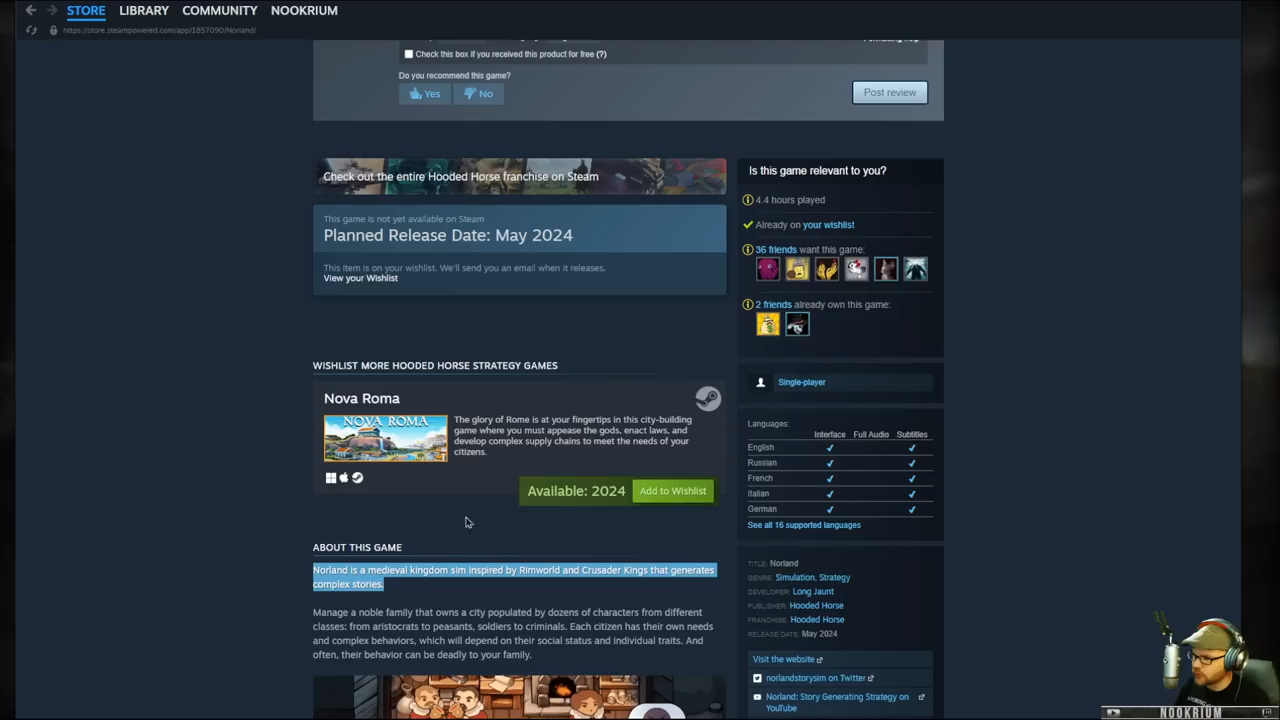 STORE LIBRARY COMMUNITY NOOKRIUM
https://store.steampowered.com/app/1857090/Norland/
Check this box if you received this product for free (?)
Do you recommend this game?
Yes No
Post review
Check out the entire Hooded Horse franchise on Steam
This game is not yet available on Steam
Planned Release Date: May 2024
This item is on your wishlist. We'll send you an email when it releases.
View your Wishlist
WISHLIST MORE HOODED HORSE STRATEGY GAMES
Nova Roma
NOVA ROMA
The glory of Rome is at your fingertips in this city-building
game where you must appease the gods, enact laws, and
develop complex supply chains to meet the needs of your
citizens.
Available: 2024 Add to Wishlist
ABOUT THIS GAME
Norland is a medieval kingdom sim inspired by Rimworld and Crusader Kings that generates
complex stories.
Manage a noble family that owns a city populated by dozens of characters from different
classes: from aristocrats to peasants, soldiers to criminals. Each citizen has their own needs
and complex behaviors, which will depend on their social status and individual traits. And
often, their behavior can be deadly to your family.
Is this game relevant to you?
4.4 hours played
Already on your wishlist
36 friends want this game:
2 friends already own this game:
Single-player
Languages:
Interface Full Audio Subtitles
English ✔ ✔
Russian ✔ ✔
French ✔ ✔
Italian ✔ ✔
German ✔ ✔
See all 16 supported languages
TITLE: Norland
GENRE: Simulation, Strategy
DEVELOPER: Long Jaunt
PUBLISHER: Hooded Horse
FRANCHISE: Hooded Horse
RELEASE DATE: May 2024
Visit the website
norlandstorysim on Twitter
Norland: Story Generating Strategy on
YouTube
NOOKRIUM